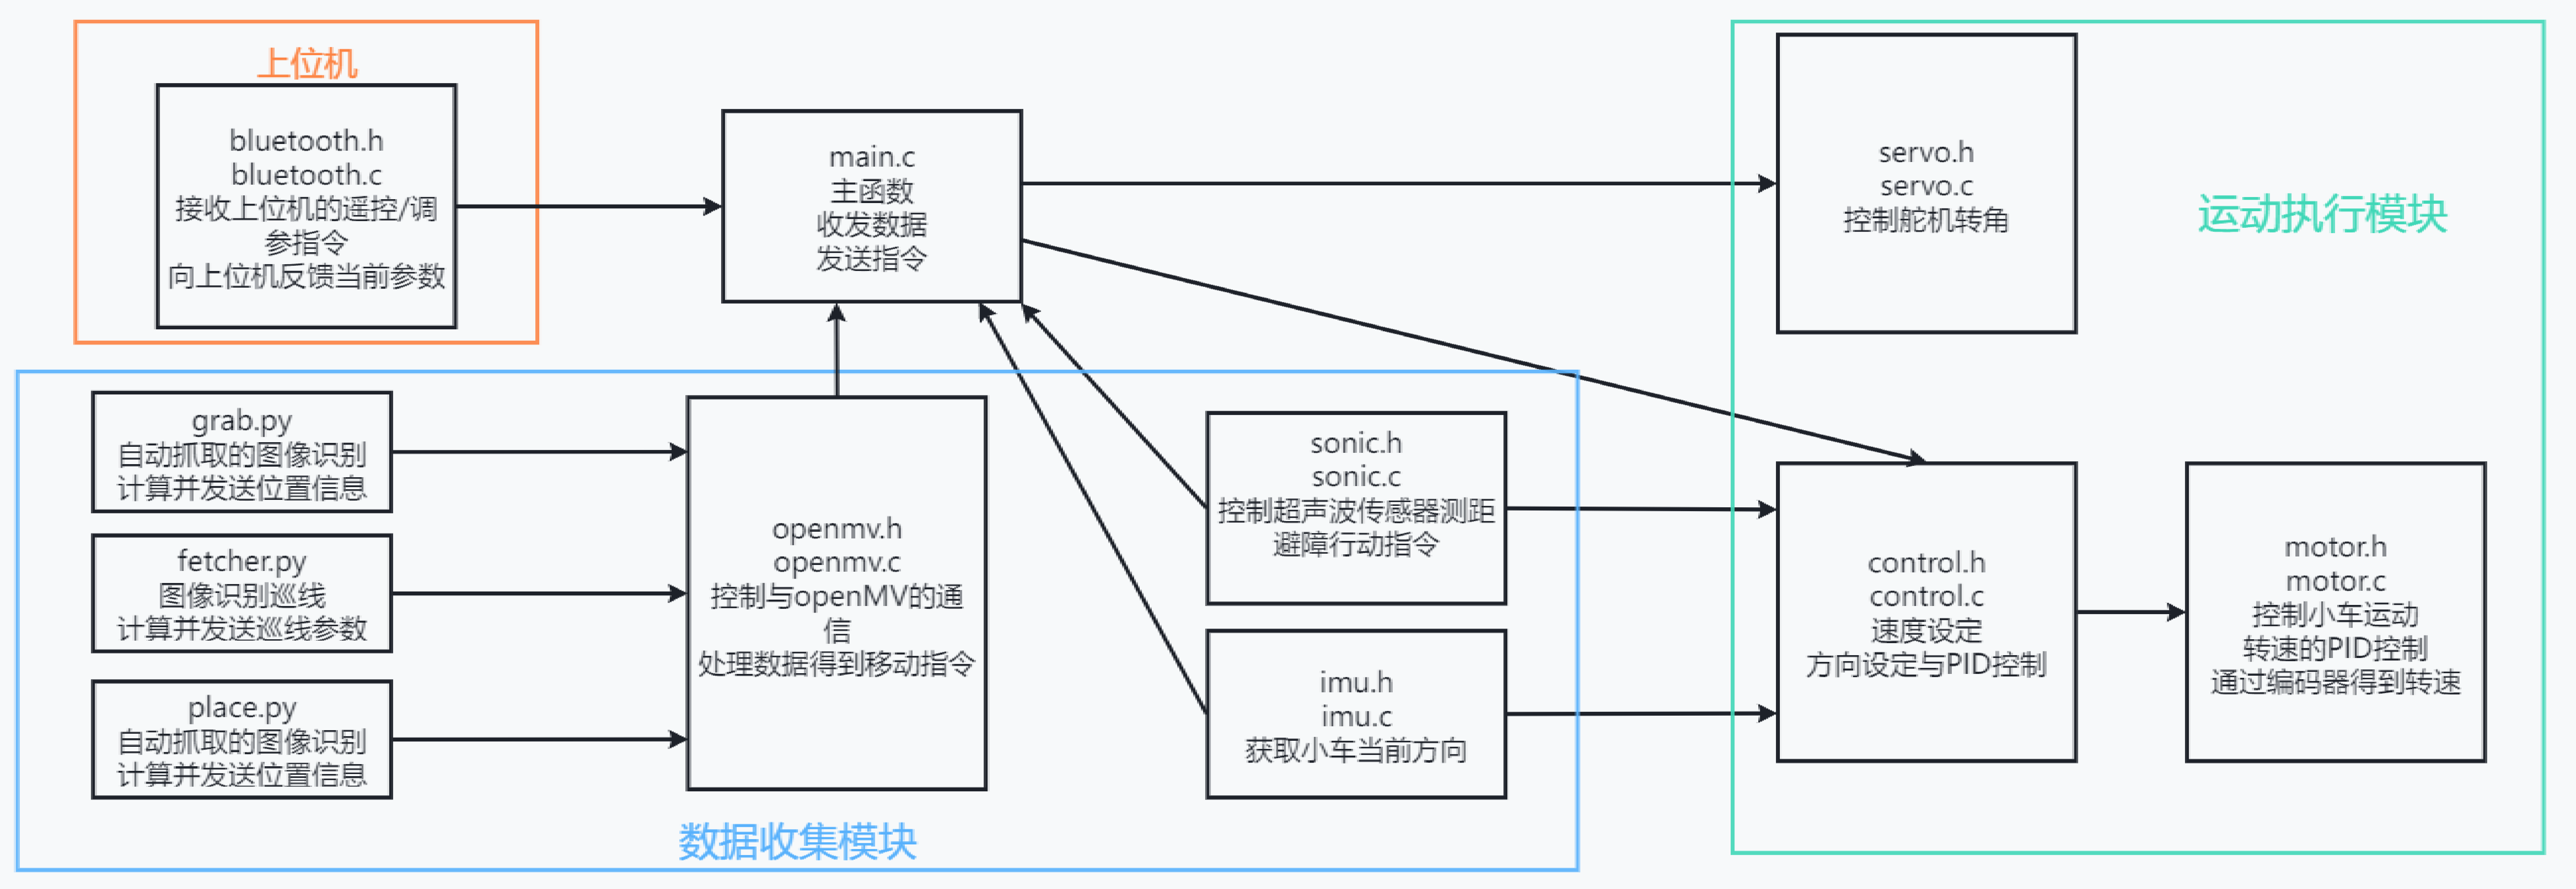 上位机
bluetooth.h
bluetooth.c
接收上位机的遥控/调
参指令
向上位机反馈当前参数
main.c
主函数
收发数据
发送指令
servo.h
servo.c
控制舵机转角
运动执行模块
grab.py
自动抓取的图像识别
计算并发送位置信息
fetcher.py
图像识别巡线
计算并发送巡线参数
place.py
自动抓取的图像识别
计算并发送位置信息
openmv.h
openmv.c
控制与openMV的通
信
处理数据得到移动指令
sonic.h
sonic.c
控制超声波传感器测距
避障行动指令
imu.h
imu.c
获取小车当前方向
数据收集模块
control.h
control.c
速度设定
方向设定与PID控制
motor.h
motor.c
控制小车运动
转速的PID控制
通过编码器得到转速